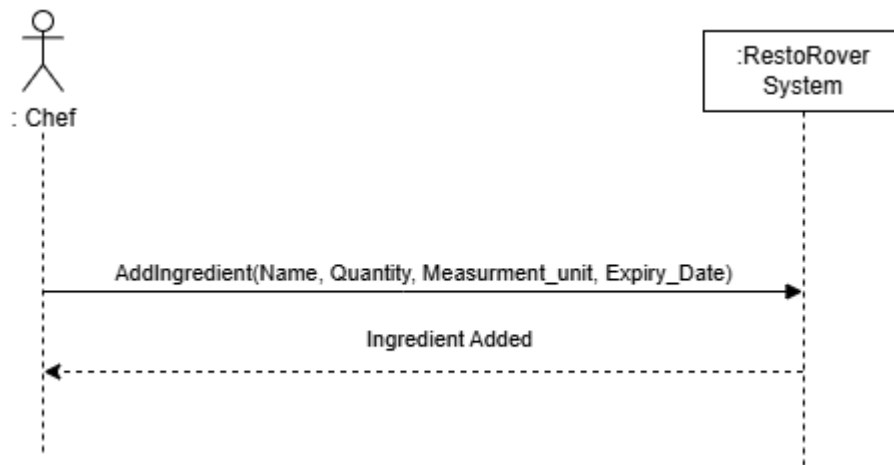 :RestoRover
System
: Chef
AddIngredient(Name, Quantity, Measurment_unit, Expiry_Date)
Ingredient Added